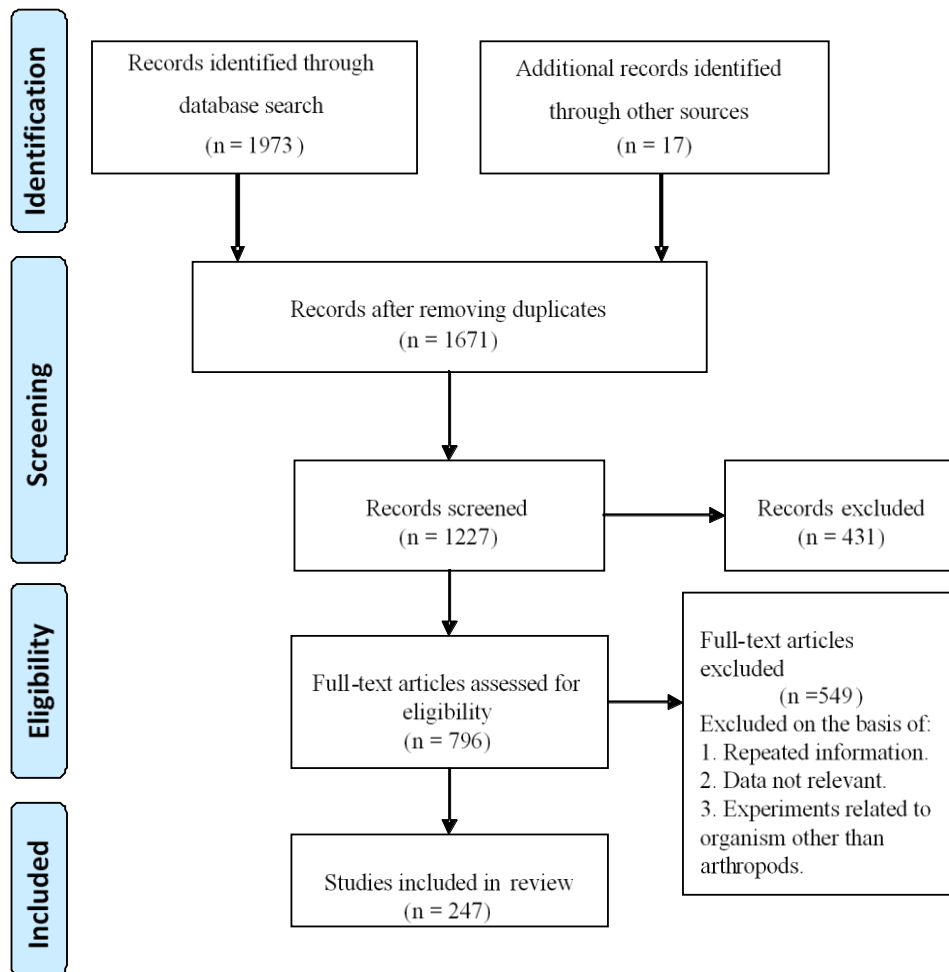 Identification
Records identified through
database search
(n = 1973 )
Additional records identified
through other sources
(n = 17)
Screening
Records after removing duplicates
(n = 1671)
Records screened
(n = 1227)
Records excluded
(n = 431)
Eligibility
Full-text articles assessed for
eligibility
(n = 796)
Full-text articles
excluded
(n =549)
Excluded on the basis of:
1. Repeated information.
2. Data not relevant.
3. Experiments related to
organism other than
arthropods.
Included
Studies included in review
(n = 247)